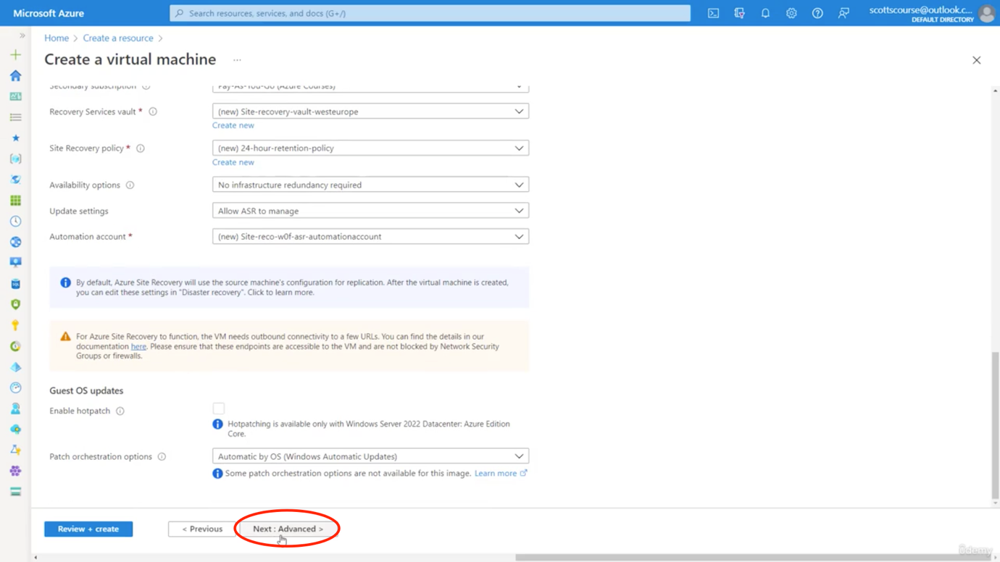 Microsoft Azure
Search resources, services, and docs (G+/)
scottscourse@outlook.c...
DEFAULT DIRECTORY
Home > Create a resource >
Create a virtual machine ...
Secondary subscription
Pay-As-You-Go (Azure Courses)
Recovery Services vault *
(new) Site-recovery-vault-westeurope
Create new
Site Recovery policy *
(new) 24-hour-retention-policy
Create new
Availability options
No infrastructure redundancy required
Update settings
Allow ASR to manage
Automation account *
(new) Site-reco-w0f-asr-automationaccount
By default, Azure Site Recovery will use the source machine's configuration for replication. After the virtual machine is created,
you can edit these settings in "Disaster recovery". Click to learn more.
For Azure Site Recovery to function, the VM needs outbound connectivity to a few URLs. You can find the details in our
documentation here. Please ensure that these endpoints are accessible to the VM and are not blocked by Network Security
Groups or firewalls.
Guest OS updates
Enable hotpatch
Hotpatching is available only with Windows Server 2022 Datacenter: Azure Edition
Core.
Patch orchestration options
Automatic by OS (Windows Automatic Updates)
Some patch orchestration options are not available for this image. Learn more
Review + create
< Previous
Next : Advanced >
Udemy